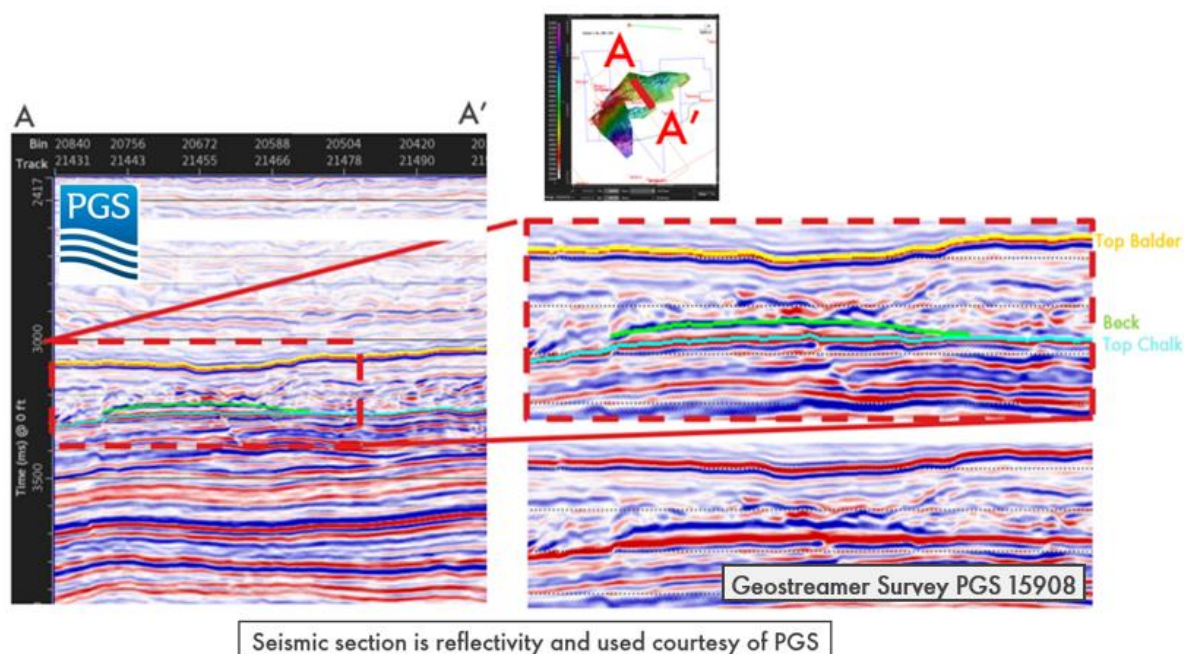 A
A'
A
A'
Bin 20840 20756 20672 20588 20504 20420
Track 21431 21443 21455 21466 21478 21490
2417
3000
3500
Time (ms) @ 0 ft
PGS
Top Balder
Beck
Top Chalk
Geostreamer Survey PGS 15908
Seismic section is reflectivity and used courtesy of PGS